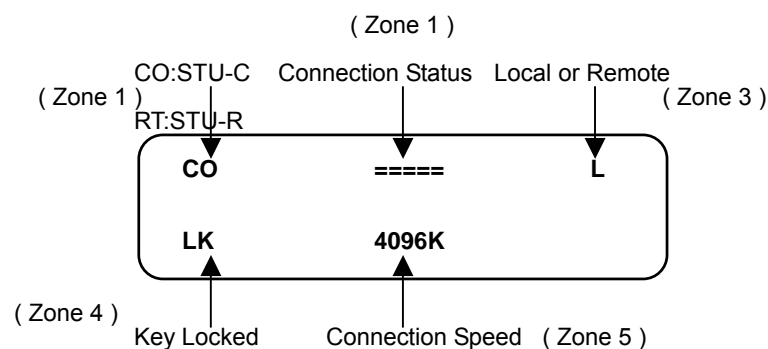 ( Zone 1 )
CO:STU-C Connection Status Local or Remote
( Zone 1 ) ( Zone 3 )
RT:STU-R
CO ===== L
LK 4096K
( Zone 4 )
Key Locked Connection Speed ( Zone 5 )